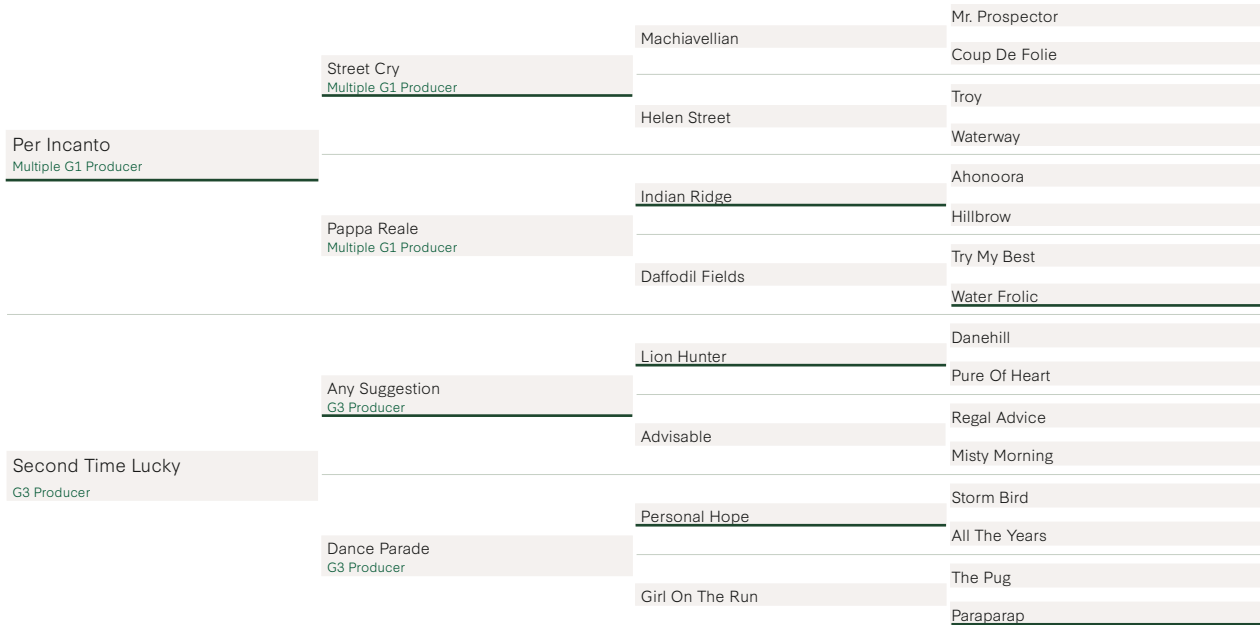 Per Incanto
Multiple G1 Producer
Second Time Lucky
G3 Producer
Street Cry
Multiple G1 Producer
Pappa Reale
Multiple G1 Producer
Any Suggestion
G3 Producer
Dance Parade
G3 Producer
Machiavellian
Helen Street
Indian Ridge
Daffodil Fields
Lion Hunter
Advisable
Personal Hope
Girl On The Run
Mr. Prospector
Coup De Folie
Troy
Waterway
Ahonoora
Hillbrow
Try My Best
Water Frolic
Danehill
Pure Of Heart
Regal Advice
Misty Morning
Storm Bird
All The Years
The Pug
Paraparap